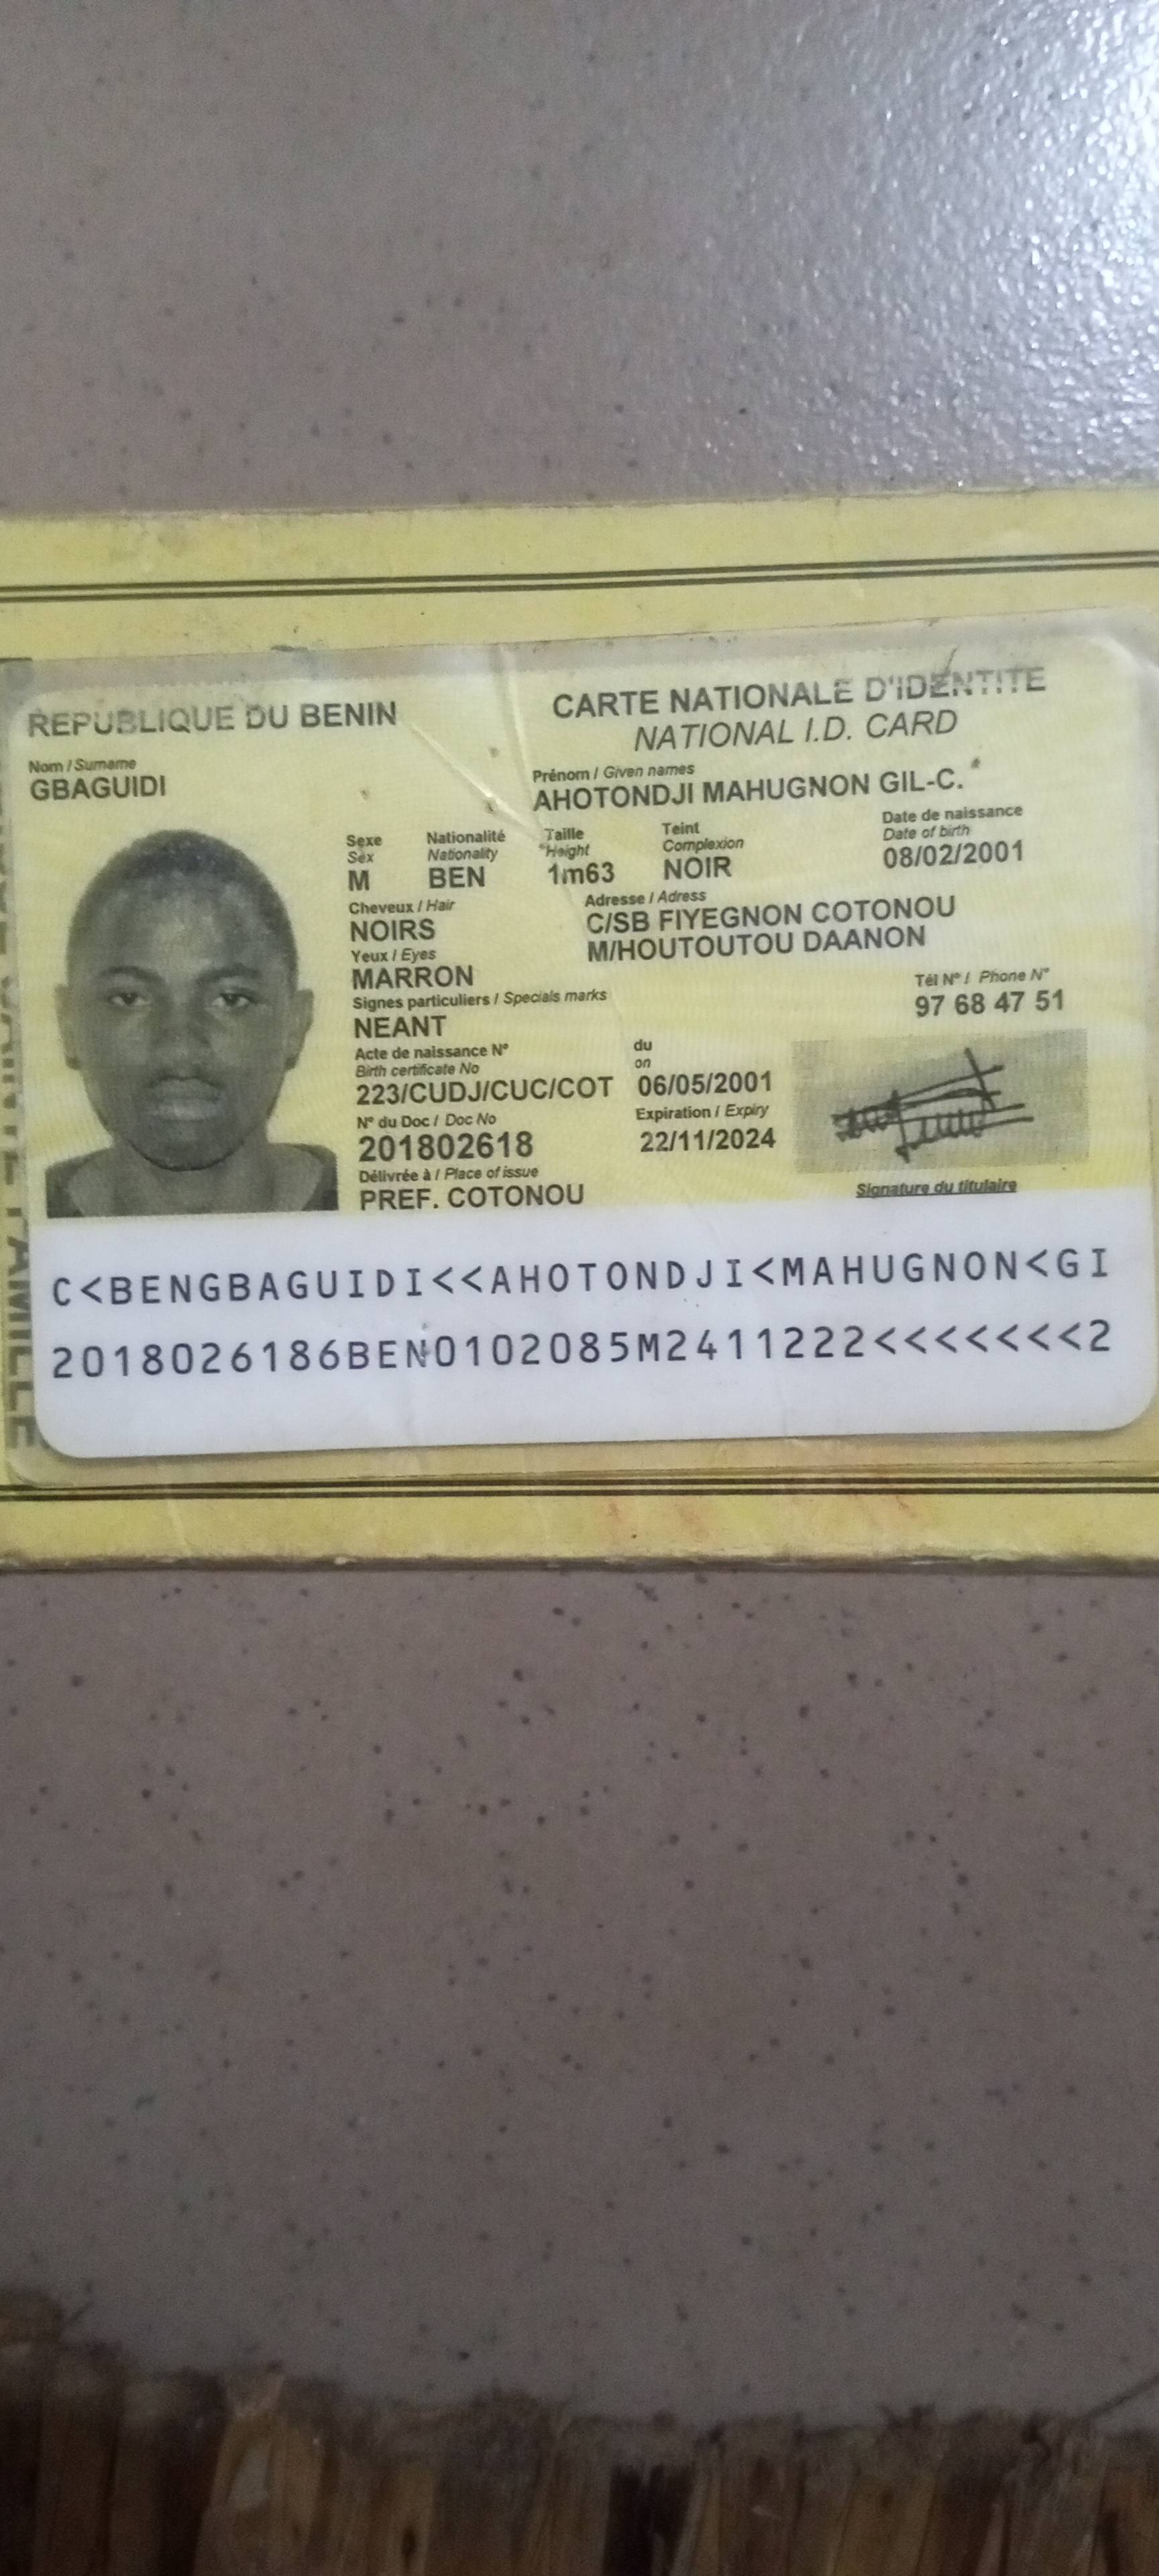 REPUBLIQUE DU BENIN
CARTE NATIONALE D'IDENTITE
NATIONAL I.D. CARD
Nom / Surname
GBAGUIDI
Prénom / Given names
AHOTONDJI MAHUGNON GIL-C.
Sexe
Sex
M
Nationalité
Nationality
BEN
Taille
Height
1m63
Teint
Complexion
NOIR
Date de naissance
Date of birth
08/02/2001
Cheveux / Hair
NOIRS
Adresse / Adress
C/SB FIYEGNON COTONOU
M/HOUTOUTOU DAANON
Yeux / Eyes
MARRON
Signes particuliers / Specials marks
NEANT
Tél N° / Phone N°
97 68 47 51
Acte de naissance N°
Birth certificate No
223/CUDJ/CUC/COT
du
on
06/05/2001
N° du Doc / Doc No
201802618
Expiration / Expiry
22/11/2024
Délivrée à / Place of issue
PREF. COTONOU
Signature du titulaire
C<BENGBAGUIDI<<AHOTONDJI<MAHUGNON<GI
2018026186BEN0102085M2411222<<<<<<<2
FAMILLE